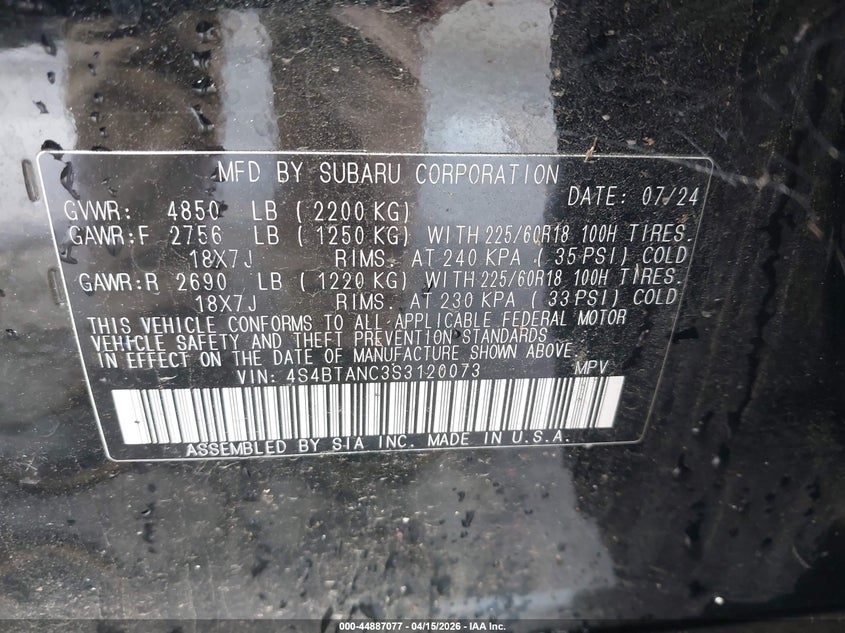 MFD BY SUBARU CORPORATION
DATE: 07/24
GVWR: 4850 LB (2200 KG)
GAWR:F 2756 LB (1250 KG) WITH 225/60R18 100H TIRES.
18X7J RIMS. AT 240 KPA (35 PSI) COLD
GAWR:R 2690 LB (1220 KG) WITH 225/60R18 100H TIRES.
18X7J RIMS. AT 230 KPA (33 PSI) COLD
THIS VEHICLE CONFORMS TO ALL APPLICABLE FEDERAL MOTOR
VEHICLE SAFETY AND THEFT PREVENTION STANDARDS
IN EFFECT ON THE DATE OF MANUFACTURE SHOWN ABOVE.
VIN: 4S4BTANC3S3120073 MPV
ASSEMBLED BY SIA INC. MADE IN U.S.A.
000-44887077 - 04/15/2026 - IAA Inc.